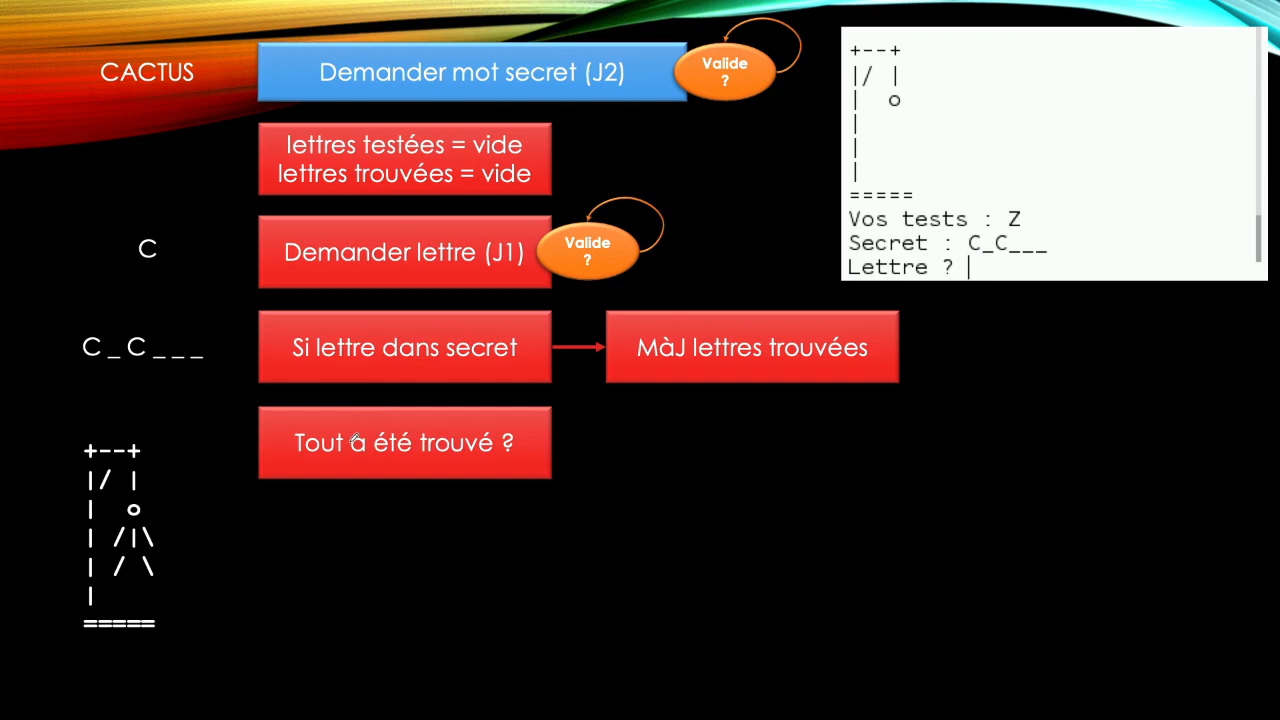 CACTUS
Demander mot secret (J2)
Valide
?
lettres testées = vide
lettres trouvées = vide
C
Demander lettre (J1)
Valide
?
C _ C _ _ _
Si lettre dans secret
MàJ lettres trouvées
Tout a été trouvé ?
+--+
|/ |
|  o
| /|\
| / \
|
=====
+--+
|/ |
|  o
|
|
|
=====
Vos tests : Z
Secret : C_C___
Lettre ? |